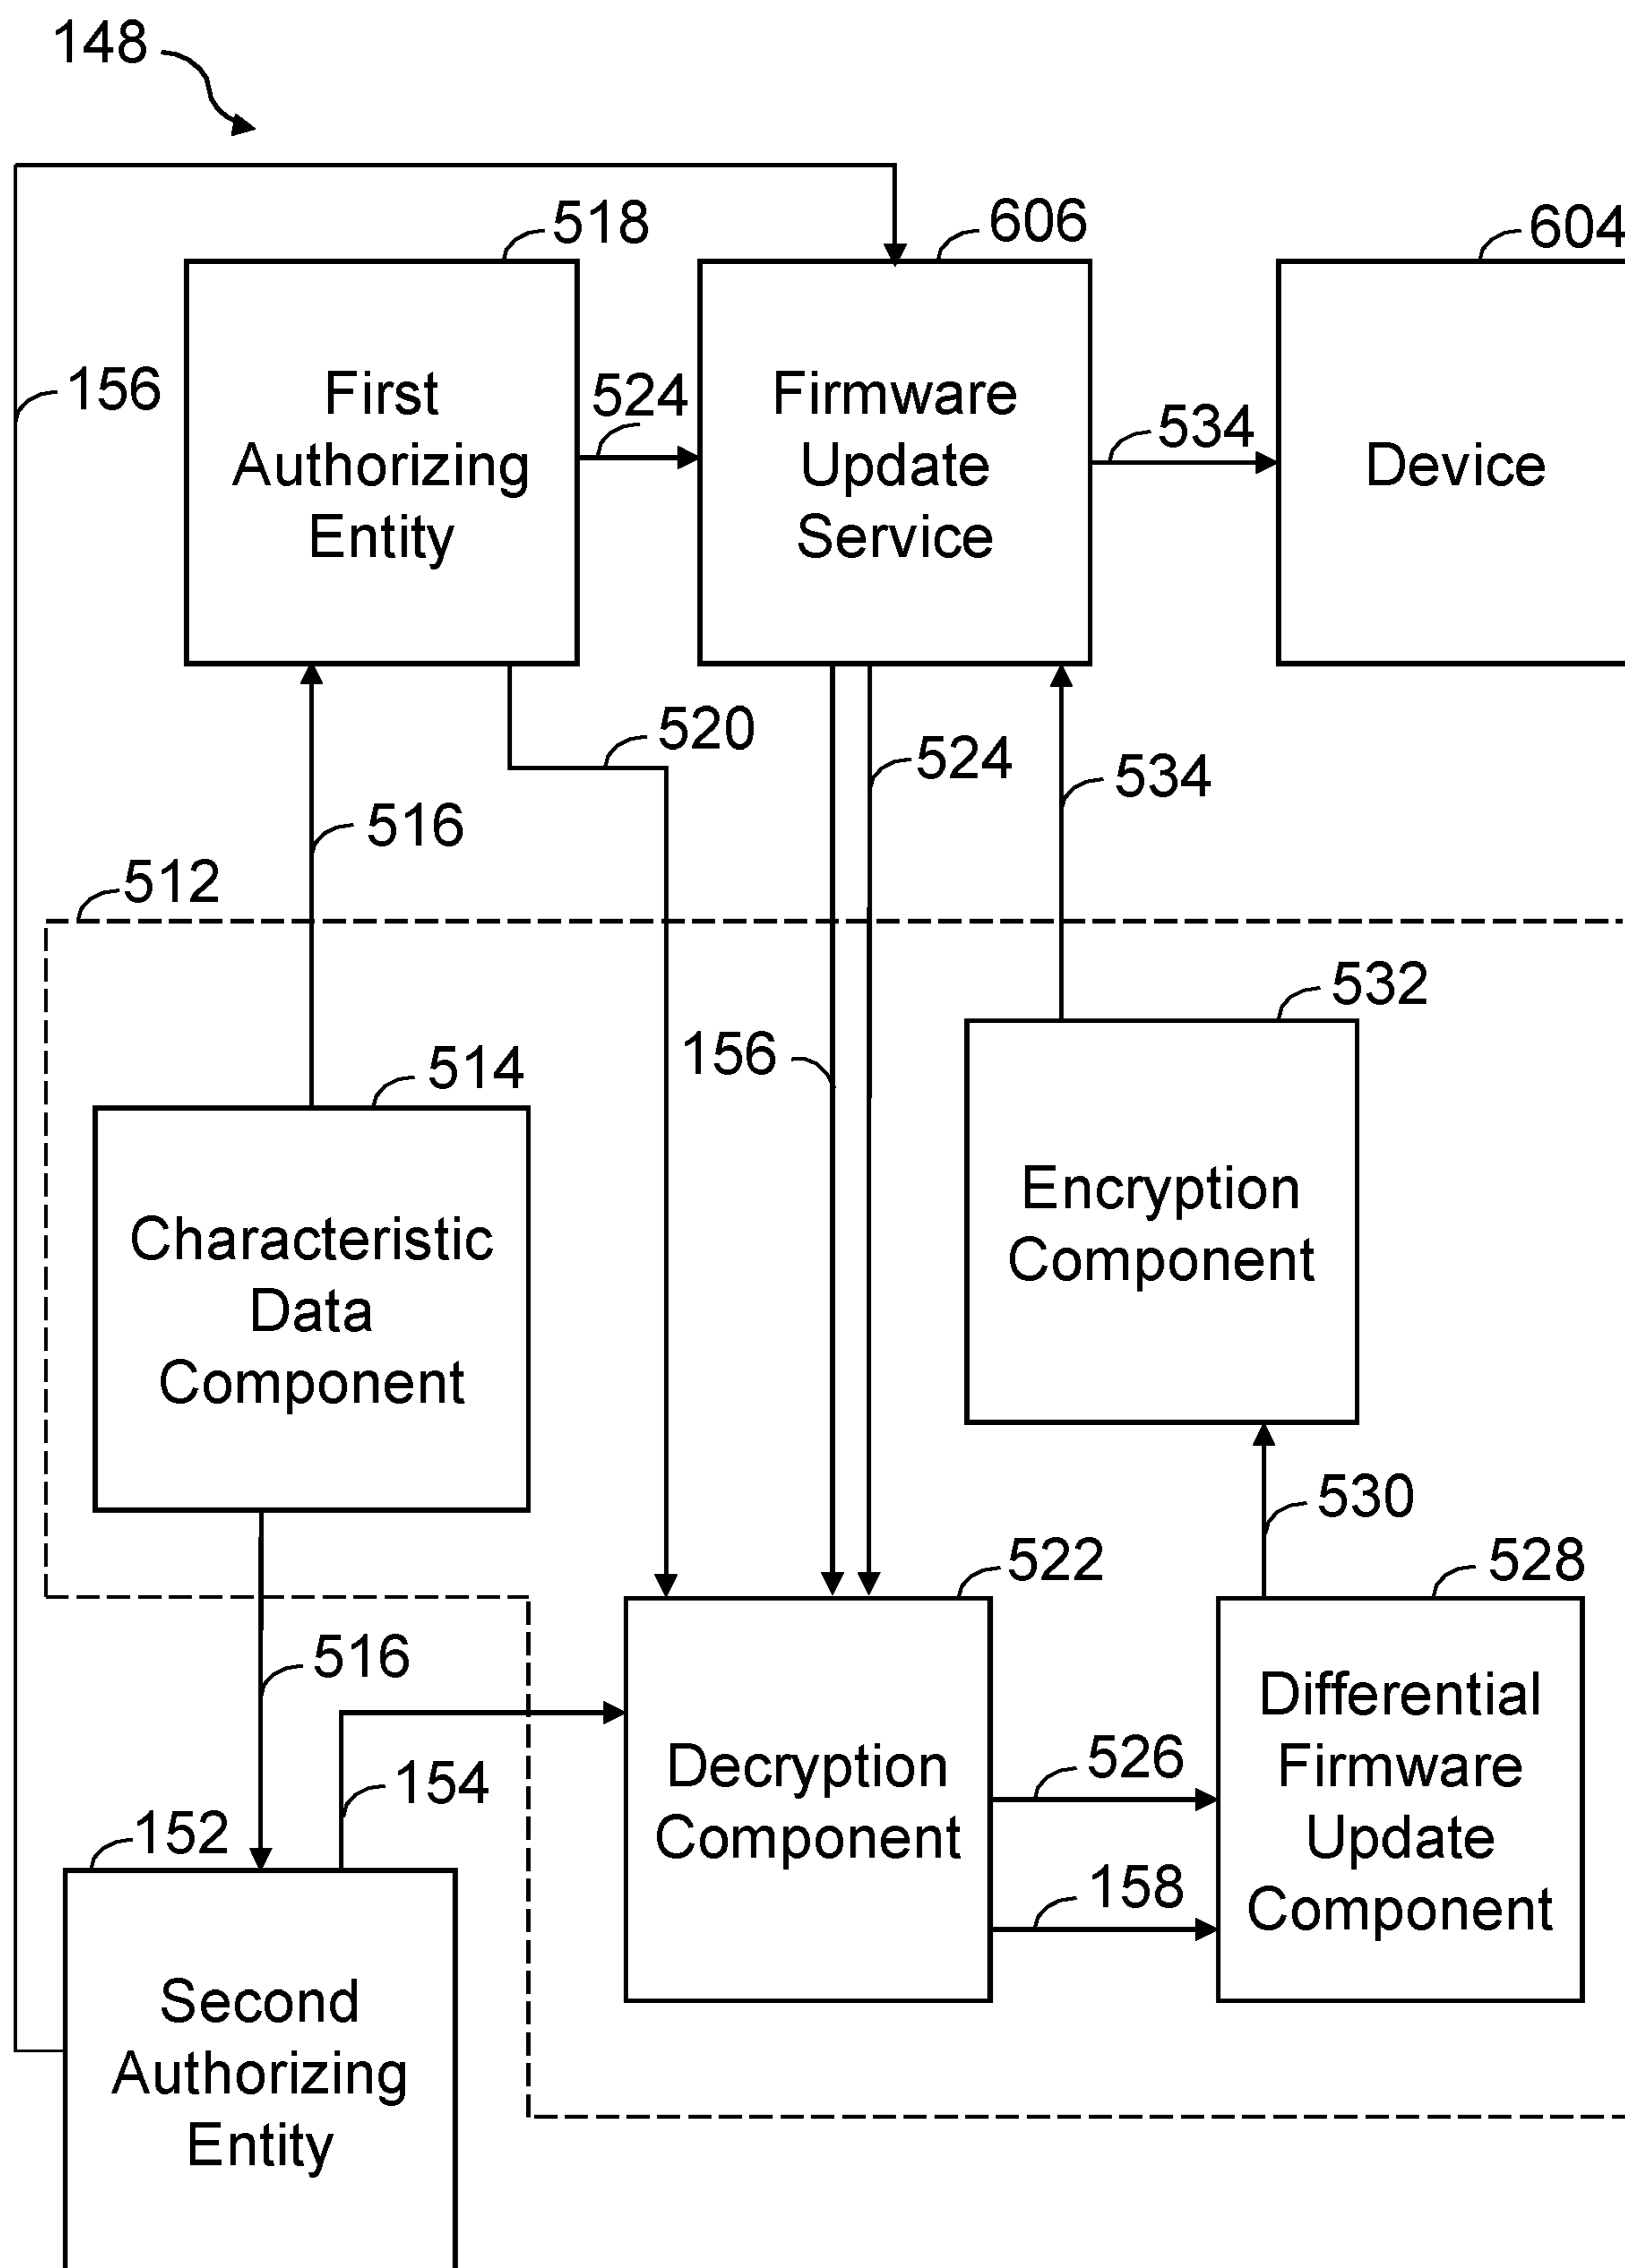 148
518
606
604
156
First
Authorizing
Entity
524
Firmware
Update
Service
534
Device
520
524
534
516
512
532
156
514
Encryption
Component
Characteristic
Data
Component
530
522
528
516
Differential
Firmware
Update
Component
154
Decryption
Component
526
158
152
Second
Authorizing
Entity